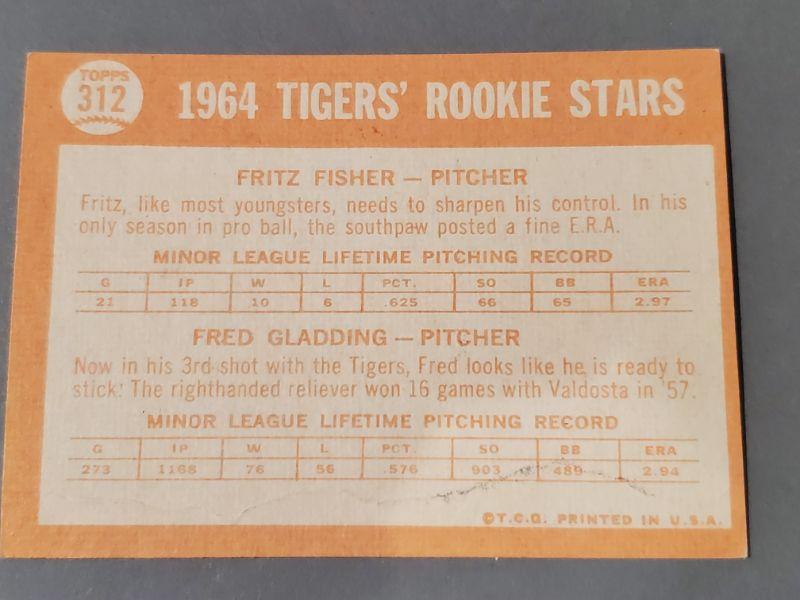 TOPPS
312
1964 TIGERS' ROOKIE STARS
FRITZ FISHER — PITCHER
Fritz, like most youngsters, needs to sharpen his control. In his
only season in pro ball, the southpaw posted a fine E.R.A.
MINOR LEAGUE LIFETIME PITCHING RECORD
G IP W L PCT. SO BB ERA
21 118 10 6 .625 66 65 2.97
FRED GLADDING — PITCHER
Now in his 3rd shot with the Tigers, Fred looks like he is ready to
stick. The righthanded reliever won 16 games with Valdosta in '57.
MINOR LEAGUE LIFETIME PITCHING RECORD
G IP W L PCT. SO BB ERA
273 1168 76 56 .576 903 489 2.94
©T.C.G. PRINTED IN U.S.A.